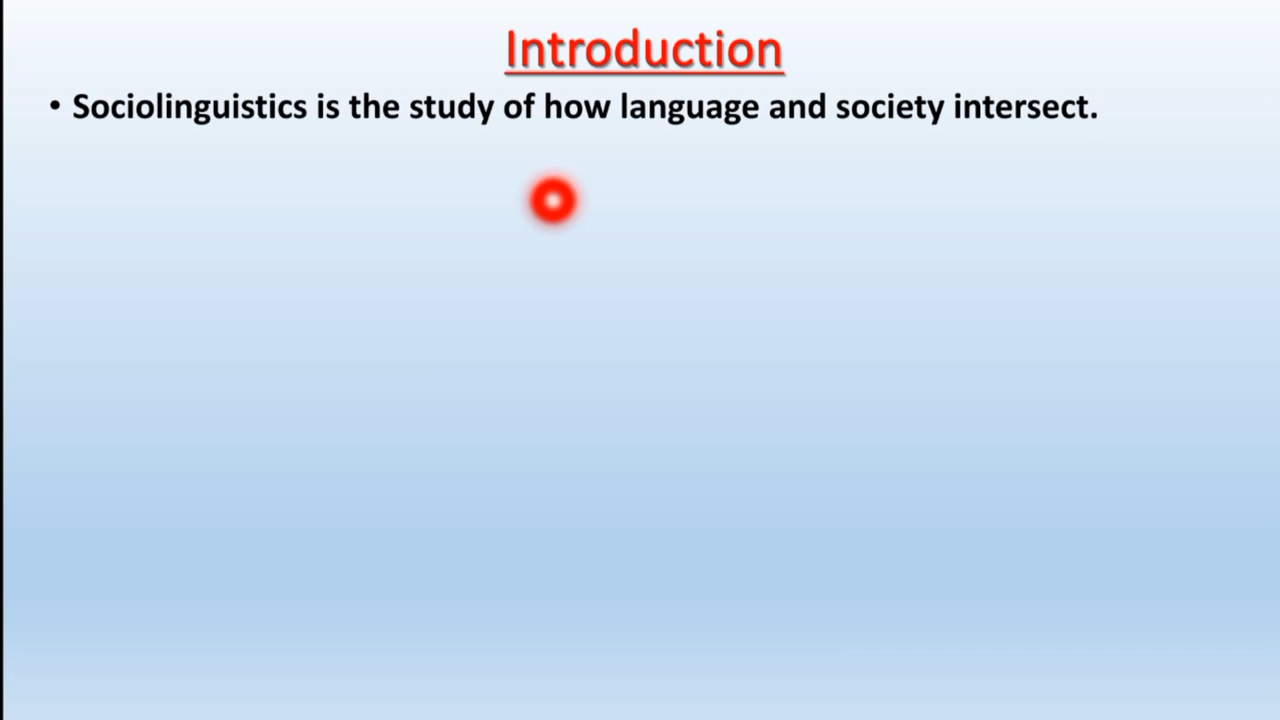 Introduction
• Sociolinguistics is the study of how language and society intersect.